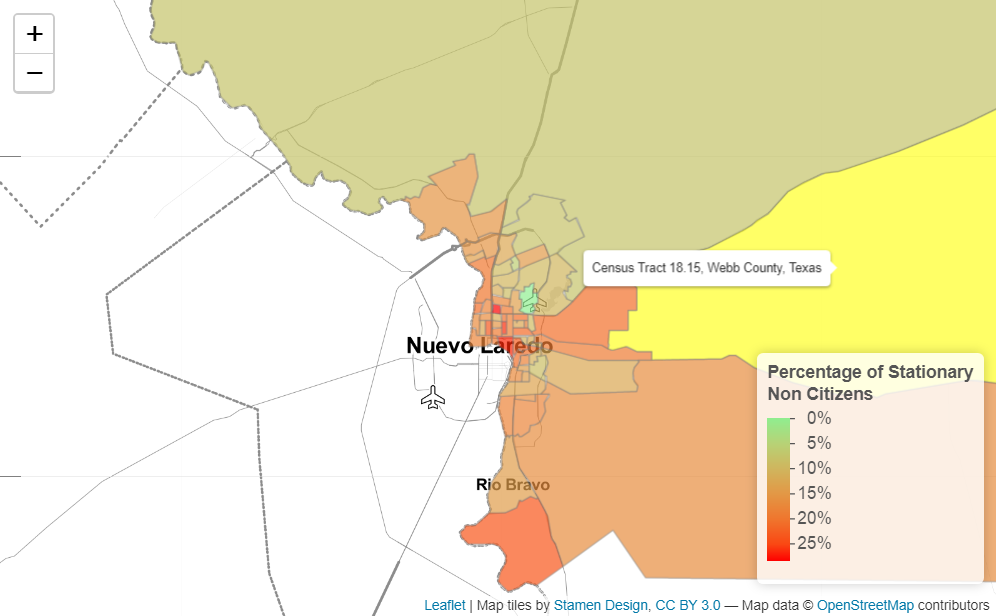 +
−
Census Tract 18.15, Webb County, Texas
Nuevo Laredo
Rio Bravo
Percentage of Stationary
Non Citizens
0%
5%
10%
15%
20%
25%
Leaflet | Map tiles by Stamen Design, CC BY 3.0 — Map data © OpenStreetMap contributors